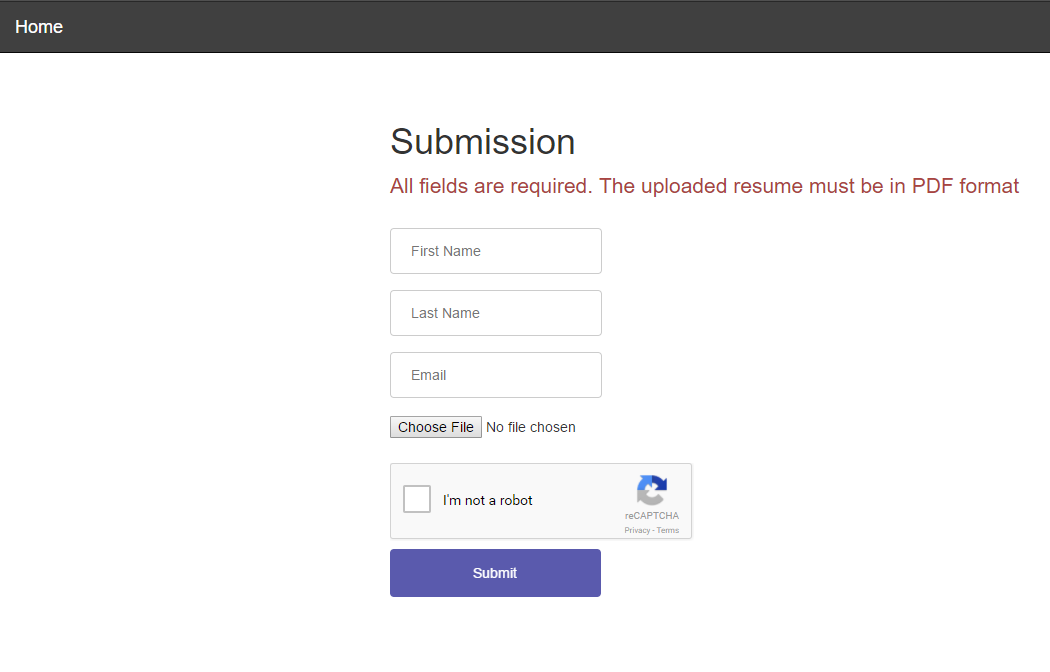 Home
Submission
All fields are required. The uploaded resume must be in PDF format
First Name
Last Name
Email
Choose File No file chosen
I'm not a robot
reCAPTCHA
Privacy - Terms
Submit